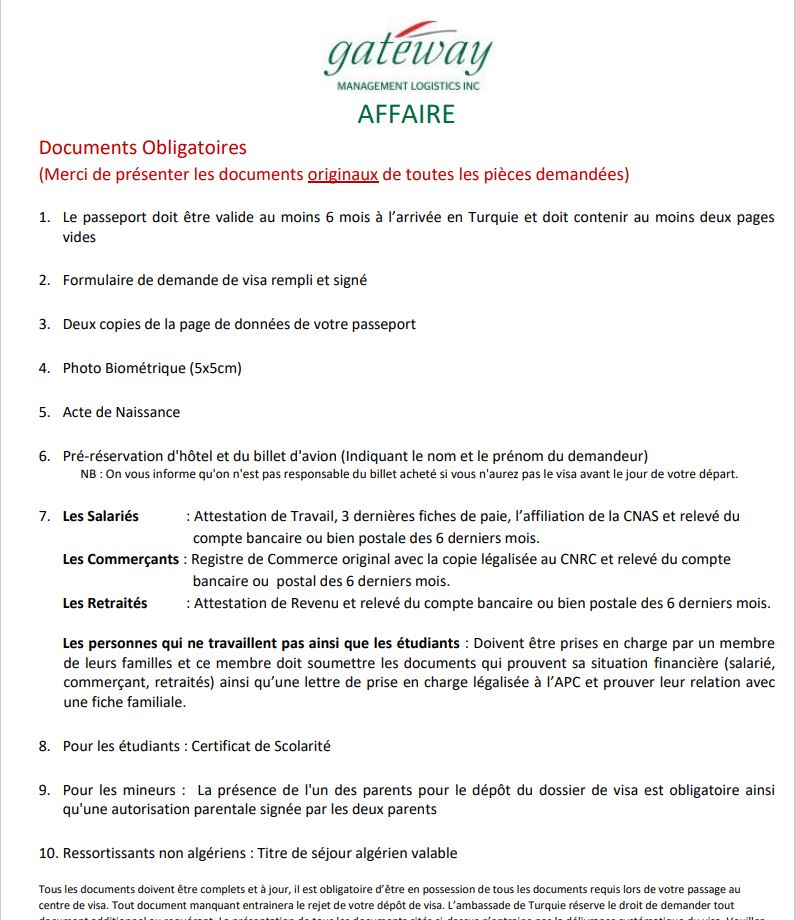 gateway
MANAGEMENT LOGISTICS INC
AFFAIRE
Documents Obligatoires
(Merci de présenter les documents originaux de toutes les pièces demandées)
1. Le passeport doit être valide au moins 6 mois à l’arrivée en Turquie et doit contenir au moins deux pages
vides
2. Formulaire de demande de visa rempli et signé
3. Deux copies de la page de données de votre passeport
4. Photo Biométrique (5x5cm)
5. Acte de Naissance
6. Pré-réservation d'hôtel et du billet d'avion (Indiquant le nom et le prénom du demandeur)
NB : On vous informe qu'on n'est pas responsable du billet acheté si vous n'aurez pas le visa avant le jour de votre départ.
7. Les Salariés : Attestation de Travail, 3 dernières fiches de paie, l’affiliation de la CNAS et relevé du
compte bancaire ou bien postale des 6 derniers mois.
Les Commerçants : Registre de Commerce original avec la copie légalisée au CNRC et relevé du compte
bancaire ou postal des 6 derniers mois.
Les Retraités : Attestation de Revenu et relevé du compte bancaire ou bien postale des 6 derniers mois.
Les personnes qui ne travaillent pas ainsi que les étudiants : Doivent être prises en charge par un membre
de leurs familles et ce membre doit soumettre les documents qui prouvent sa situation financière (salarié,
commerçant, retraités) ainsi qu’une lettre de prise en charge légalisée à l’APC et prouver leur relation avec
une fiche familiale.
8. Pour les étudiants : Certificat de Scolarité
9. Pour les mineurs : La présence de l'un des parents pour le dépôt du dossier de visa est obligatoire ainsi
qu'une autorisation parentale signée par les deux parents
10. Ressortissants non algériens : Titre de séjour algérien valable
Tous les documents doivent être complets et à jour, il est obligatoire d’être en possession de tous les documents requis lors de votre passage au
centre de visa. Tout document manquant entrainera le rejet de votre dépôt de visa. L’ambassade de Turquie réserve le droit de demander tout